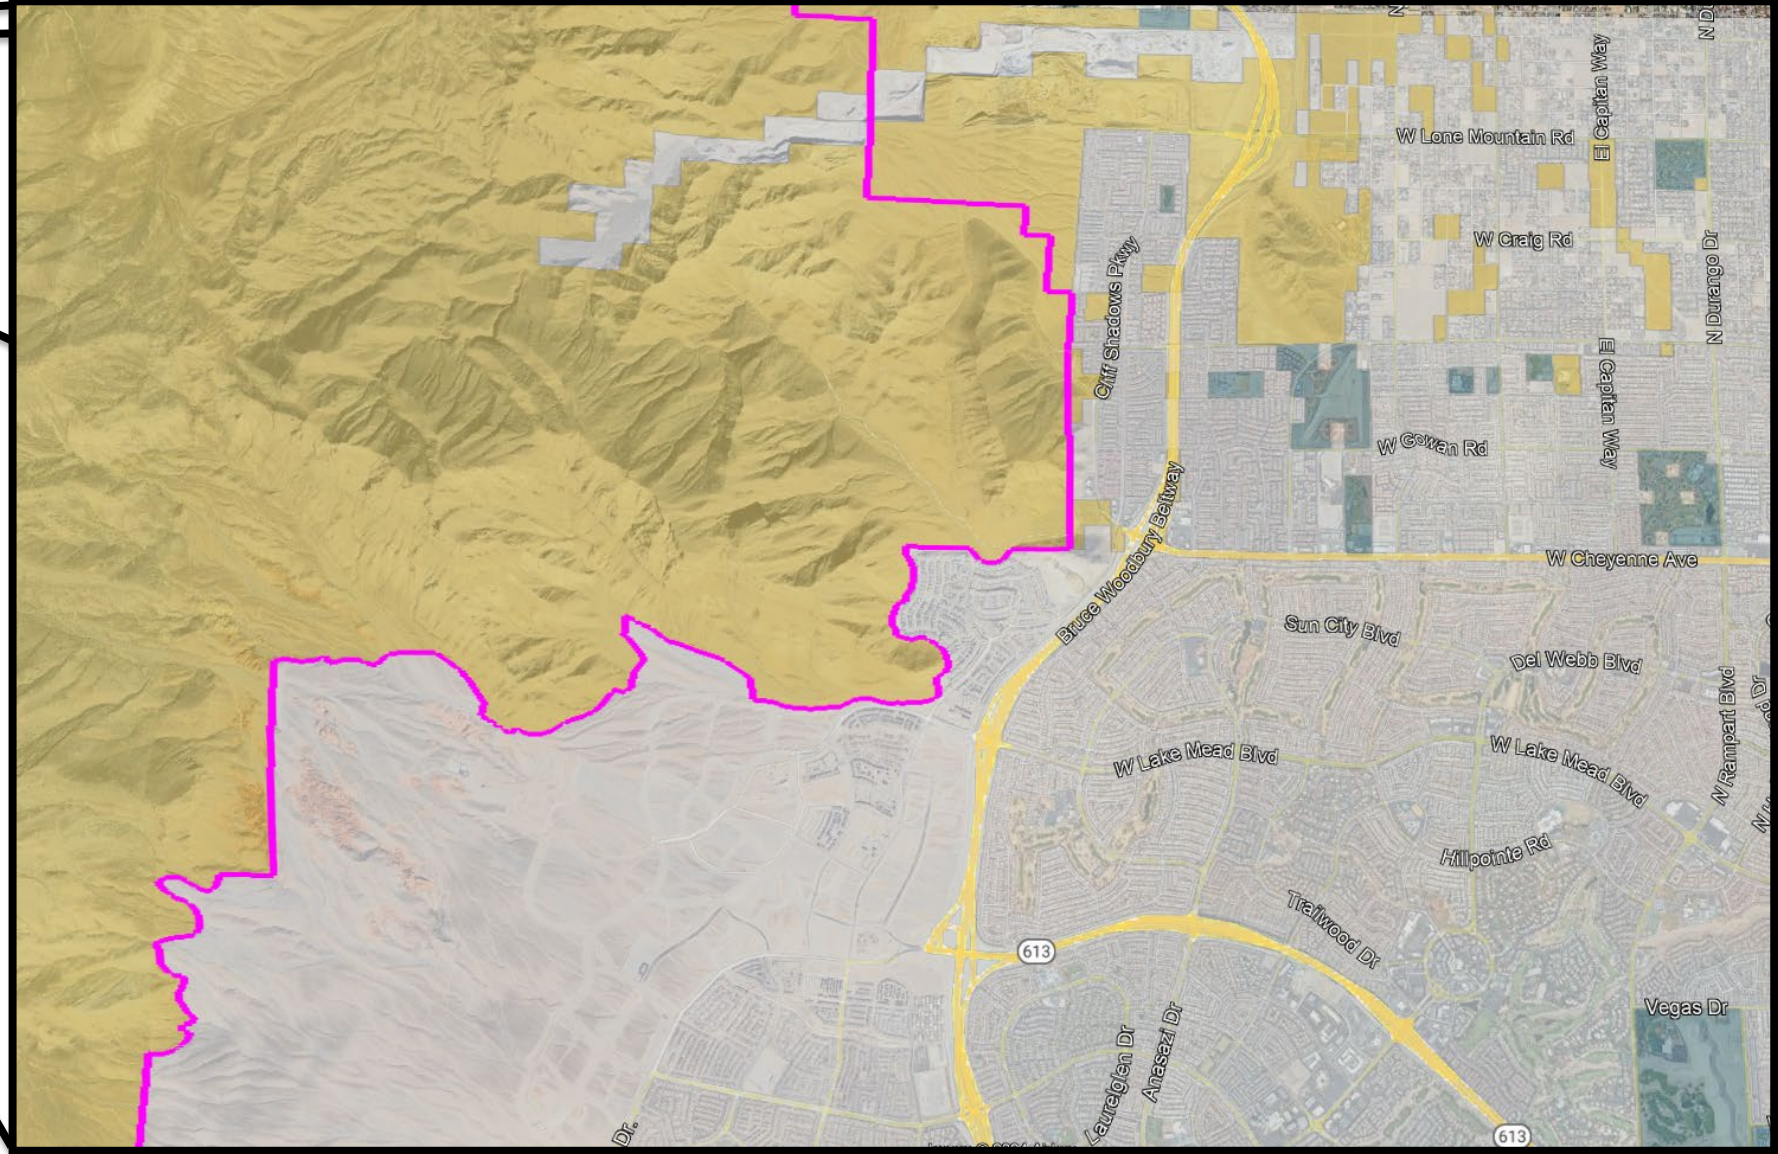 El Capitan Way
W Lone Mountain Rd
W Craig Rd
N Durango Dr
Cliff Shadows Pkwy
El Capitan Way
W Gowan Rd
Bruce Woodbury Beltway
W Cheyenne Ave
Sun City Blvd
Del Webb Blvd
N Rampart Blvd
W Lake Mead Blvd
W Lake Mead Blvd
Hillpointe Rd
Trailwood Dr
613
Vegas Dr
Anasazi Dr
Laurelglen Dr
Dr.
613